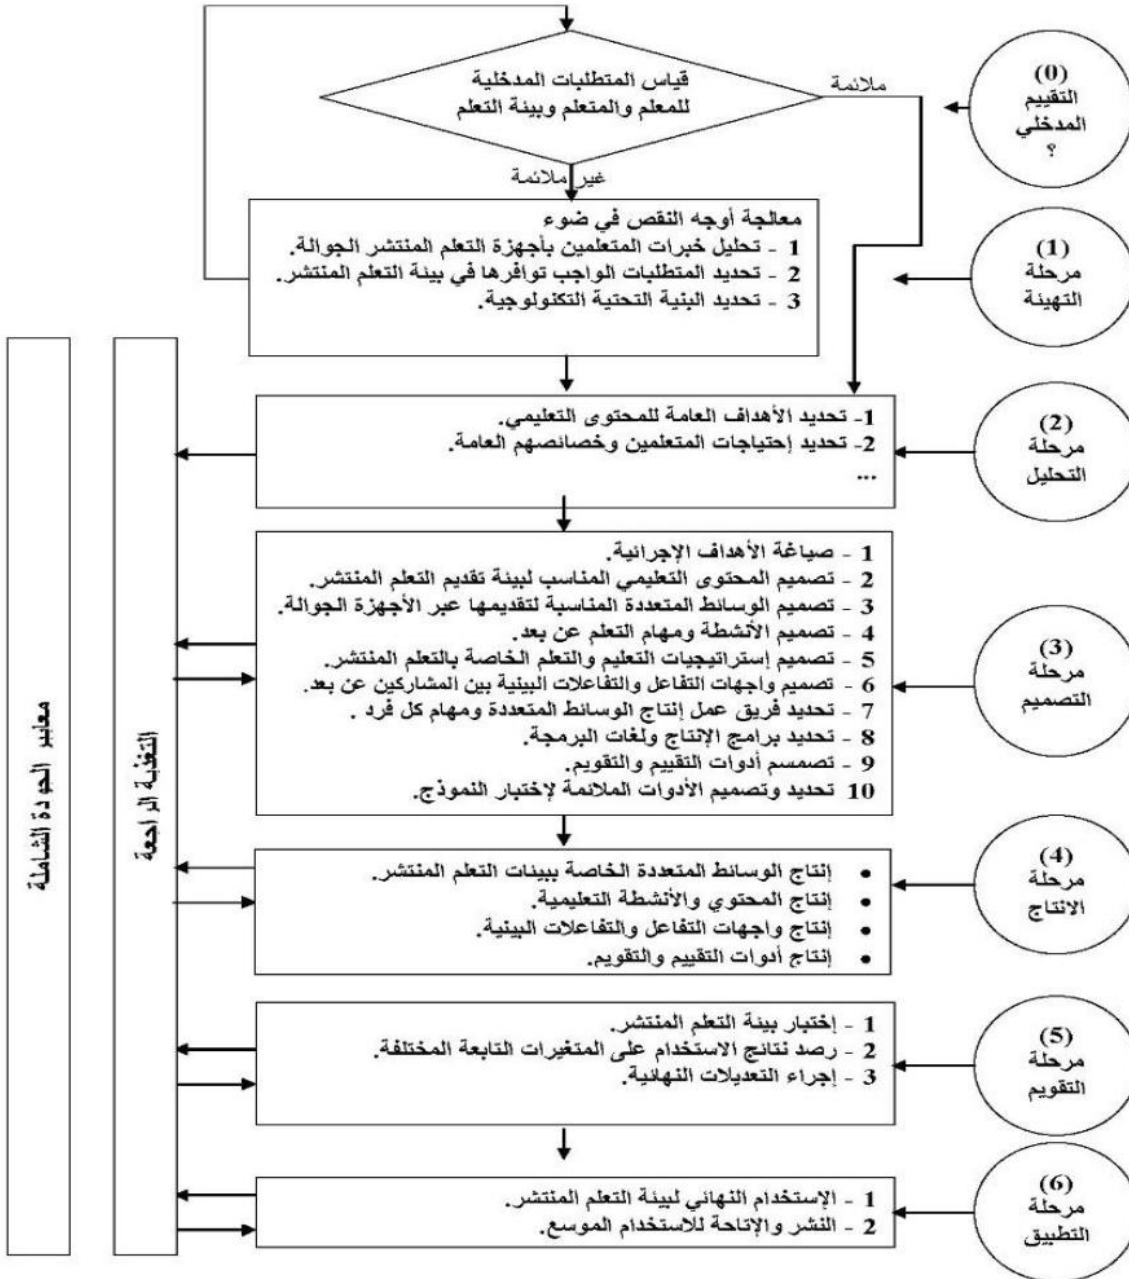 قياس المتطلبات المدخلية
للمعلم والمتعلم وبيئة التعلم
ملائمة
غير ملائمة
(0)
التقييم
المدخلي
؟
معالجة أوجه النقص في ضوء
1 - تحليل خبرات المتعلمين بأجهزة التعلم المنتشر الجوالة.
2 - تحديد المتطلبات الواجب توافرها في بيئة التعلم المنتشر.
3 - تحديد البنية التحتية التكنولوجية.
(1)
مرحلة
التهيئة
1- تحديد الأهداف العامة للمحتوى التعليمي.
2- تحديد إحتياجات المتعلمين وخصائصهم العامة.
...
(2)
مرحلة
التحليل
1 - صياغة الأهداف الإجرائية.
2 - تصميم المحتوى التعليمي المناسب لبيئة تقديم التعلم المنتشر.
3 - تصميم الوسائط المتعددة المناسبة لتقديمها عبر الأجهزة الجوالة.
4 - تصميم الأنشطة ومهام التعلم عن بعد.
5 - تصميم إستراتيجيات التعليم والتعلم الخاصة بالتعلم المنتشر.
6 - تصميم واجهات التفاعل والتفاعلات البينية بين المشاركين عن بعد.
7 - تحديد فريق عمل إنتاج الوسائط المتعددة ومهام كل فرد .
8 - تحديد برامج الإنتاج ولغات البرمجة.
9 - تصمسم أدوات التقييم والتقويم.
10 تحديد وتصميم الأدوات الملائمة لإختبار النموذج.
(3)
مرحلة
التصميم
• إنتاج الوسائط المتعددة الخاصة ببيئات التعلم المنتشر.
• إنتاج المحتوي والأنشطة التعليمية.
• إنتاج واجهات التفاعل والتفاعلات البينية.
• إنتاج أدوات التقييم والتقويم.
(4)
مرحلة
الانتاج
1 - إختبار بيئة التعلم المنتشر.
2 - رصد نتائج الاستخدام على المتغيرات التابعة المختلفة.
3 - إجراء التعديلات النهائية.
(5)
مرحلة
التقويم
1 - الإستخدام النهائي لبيئة التعلم المنتشر.
2 - النشر والإتاحة للاستخدام الموسع.
(6)
مرحلة
التطبيق
التغذية الراجعة
معايير الجودة الشاملة